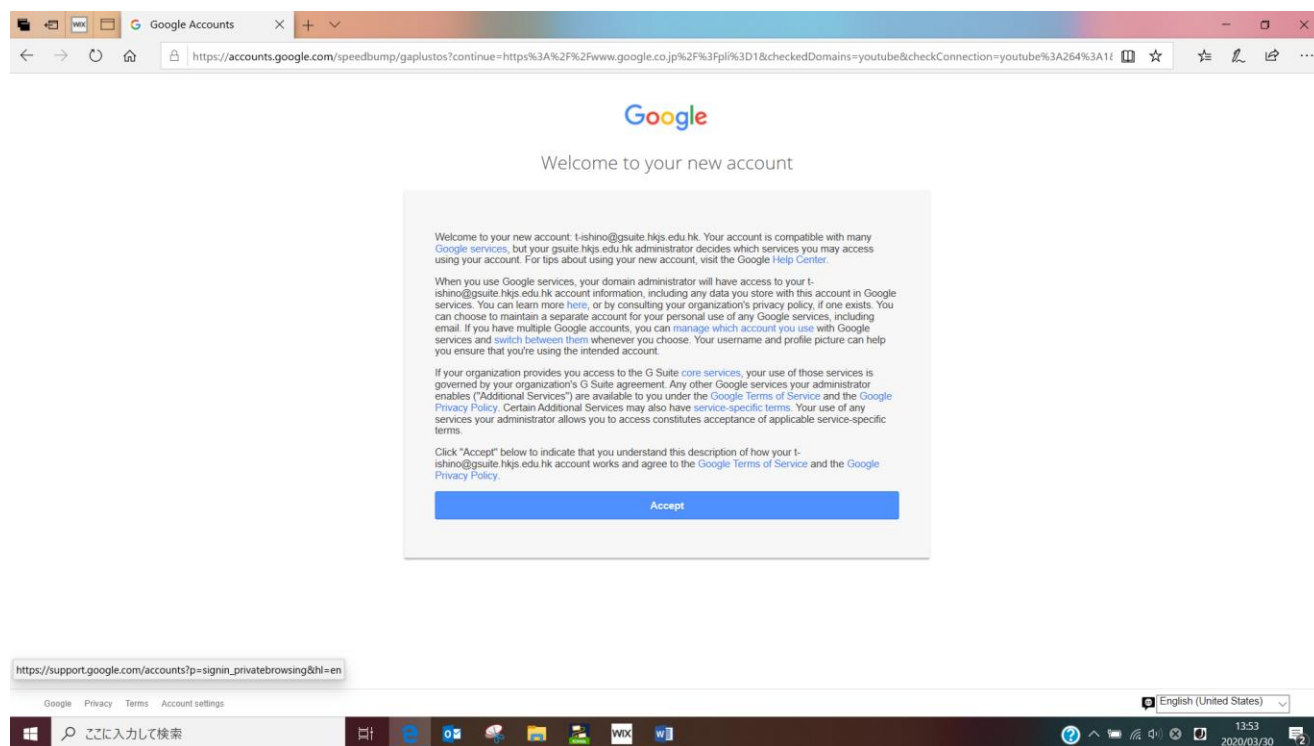 WIX
G Google Accounts
https://accounts.google.com/speedbump/gaplustos?continue=https%3A%2F%2Fwww.google.co.jp%2F%3Fpli%3D1&checkedDomains=youtube&checkConnection=youtube%3A264%3A1
Google
Welcome to your new account
Welcome to your new account: t-ishino@gsuite.hkjs.edu.hk. Your account is compatible with many
Google services, but your gsuite.hkjs.edu.hk administrator decides which services you may access
using your account. For tips about using your new account, visit the Google Help Center.
When you use Google services, your domain administrator will have access to your t-
ishino@gsuite.hkjs.edu.hk account information, including any data you store with this account in Google
services. You can learn more here, or by consulting your organization's privacy policy, if one exists. You
can choose to maintain a separate account for your personal use of any Google services, including
email. If you have multiple Google accounts, you can manage which account you use with Google
services and switch between them whenever you choose. Your username and profile picture can help
you ensure that you're using the intended account.
If your organization provides you access to the G Suite core services, your use of those services is
governed by your organization's G Suite agreement. Any other Google services your administrator
enables ("Additional Services") are available to you under the Google Terms of Service and the Google
Privacy Policy. Certain Additional Services may also have service-specific terms. Your use of any
services your administrator allows you to access constitutes acceptance of applicable service-specific
terms.
Click "Accept" below to indicate that you understand this description of how your t-
ishino@gsuite.hkjs.edu.hk account works and agree to the Google Terms of Service and the Google
Privacy Policy.
Accept
https://support.google.com/accounts?p=signin_privatebrowsing&hl=en
Google Privacy Terms Account settings
English (United States)
ここに入力して検索
WIX
13:53
2020/03/30